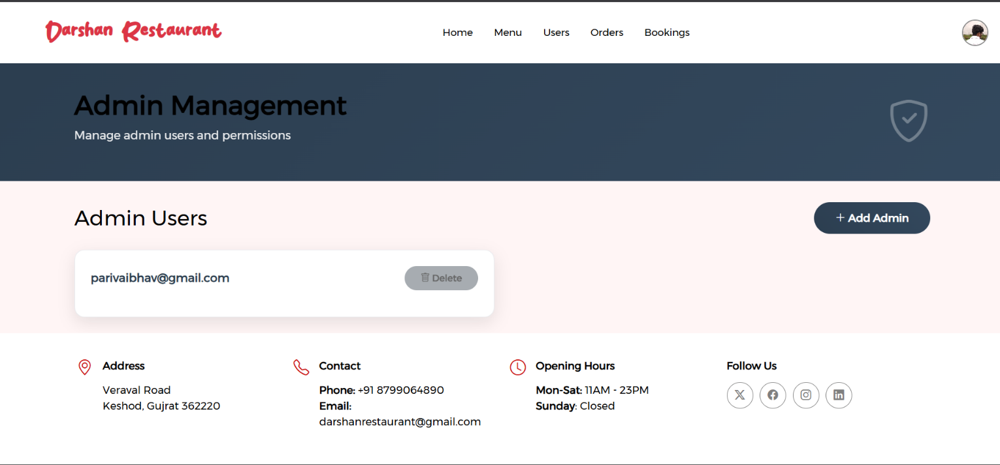 Darshan Restaurant
Home Menu Users Orders Bookings
Admin Management
Manage admin users and permissions
Admin Users
+ Add Admin
parivaibhav@gmail.com
Delete
Address
Veraval Road
Keshod, Gujrat 362220
Contact
Phone: +91 8799064890
Email:
darshanrestaurant@gmail.com
Opening Hours
Mon-Sat: 11AM - 23PM
Sunday: Closed
Follow Us